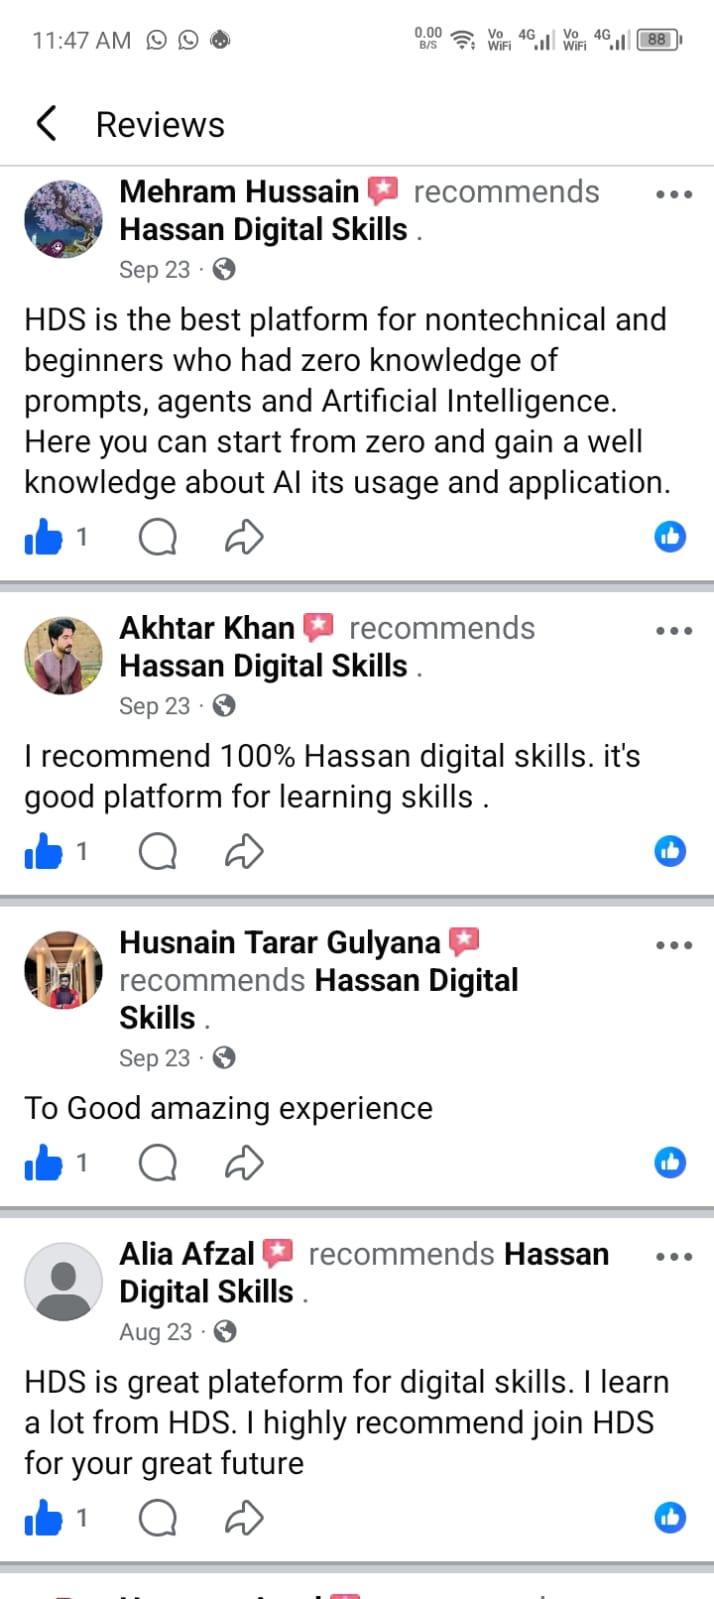 11:47 AM
0.00 B/S Vo WiFi 4G Vo WiFi 4G 88
Reviews
Mehram Hussain recommends
Hassan Digital Skills .
Sep 23 ·
HDS is the best platform for nontechnical and
beginners who had zero knowledge of
prompts, agents and Artificial Intelligence.
Here you can start from zero and gain a well
knowledge about AI its usage and application.
1
Akhtar Khan recommends
Hassan Digital Skills .
Sep 23 ·
I recommend 100% Hassan digital skills. it's
good platform for learning skills .
1
Husnain Tarar Gulyana
recommends Hassan Digital
Skills .
Sep 23 ·
To Good amazing experience
1
Alia Afzal recommends Hassan
Digital Skills .
Aug 23 ·
HDS is great plateform for digital skills. I learn
a lot from HDS. I highly recommend join HDS
for your great future
1